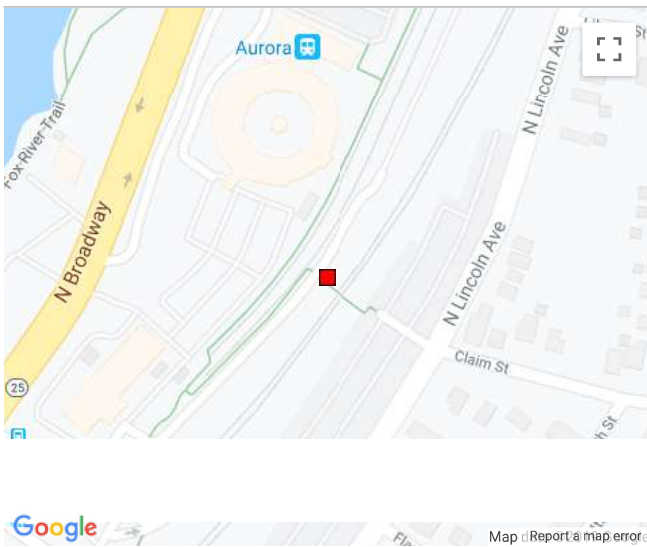 Aurora
N Lincoln Ave
Fox River Trail
N Broadway
N Lincoln Ave
Claim St
25
Google
Map
Report a map error